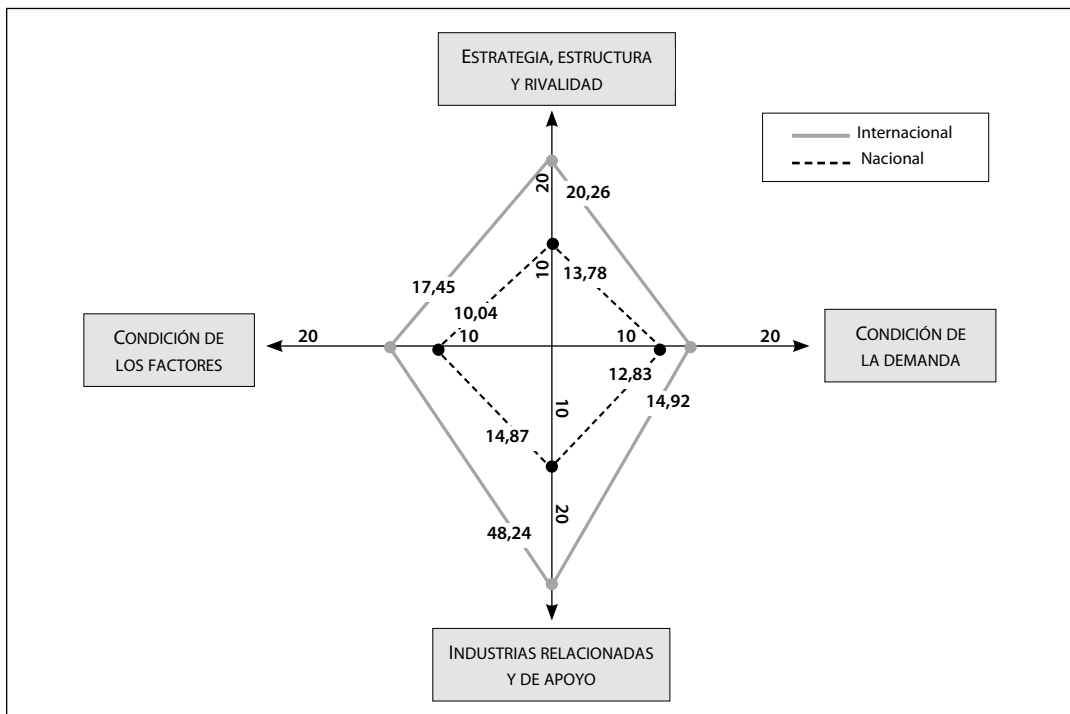 ESTRATEGIA, ESTRUCTURA
Y RIVALIDAD
Internacional
Nacional
20
20,26
10
13,78
17,45
10,04
CONDICIÓN DE
LOS FACTORES
20
10
10
20
CONDICIÓN DE
LA DEMANDA
12,83
14,92
10
14,87
20
48,24
INDUSTRIAS RELACIONADAS
Y DE APOYO